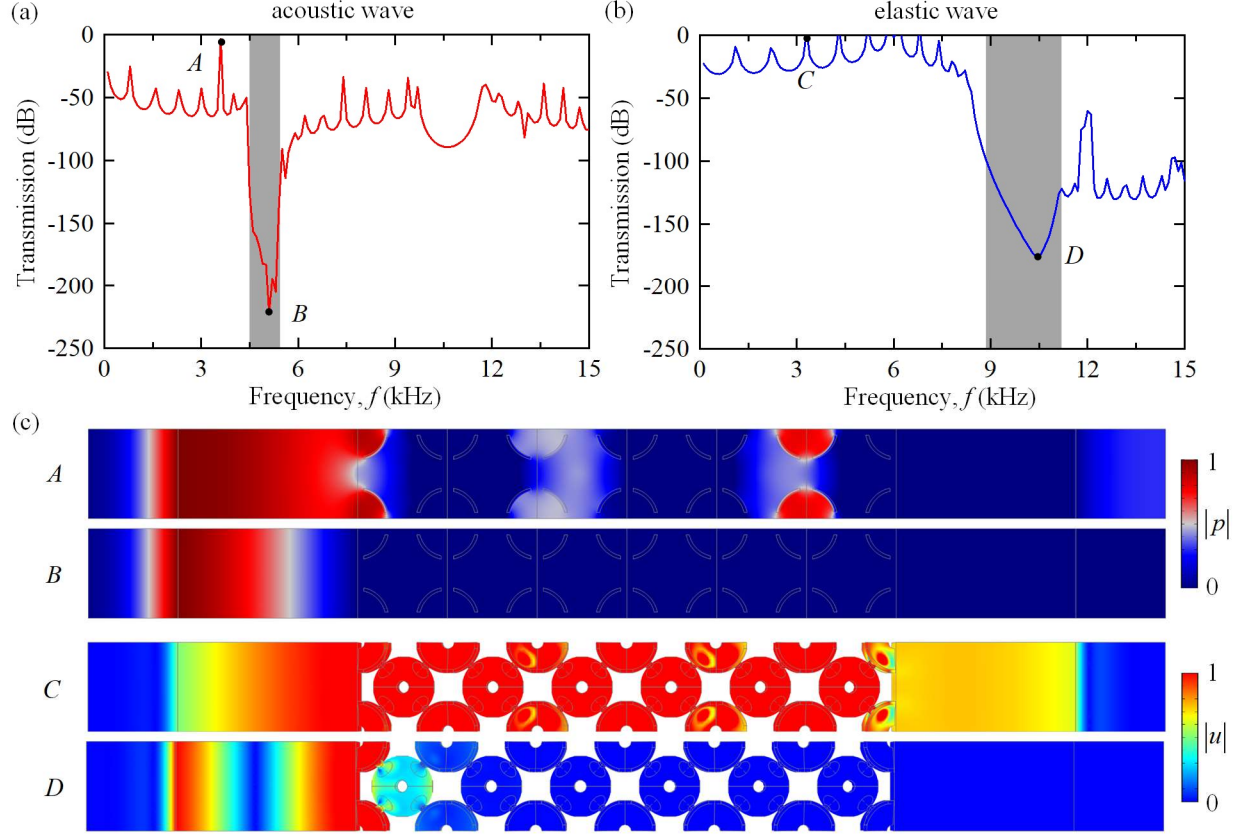 (a) acoustic wave
(b) elastic wave
0
-50
-100
-150
-200
-250
Transmission (dB)
A
B
0 3 6 9 12 15
Frequency, f (kHz)
0
-50
-100
-150
-200
-250
Transmission (dB)
C
D
0 3 6 9 12 15
Frequency, f (kHz)
(c)
A
B
1
|p|
0
C
D
1
|u|
0